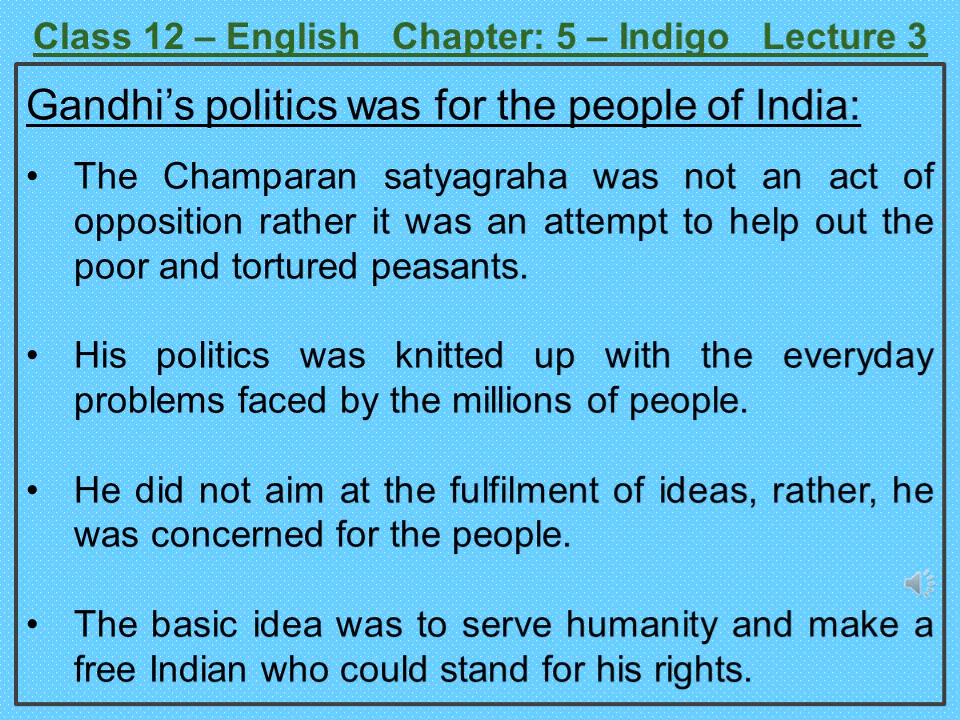 Class 12 – English   Chapter: 5 – Indigo   Lecture 3
Gandhi’s politics was for the people of India:
• The Champaran satyagraha was not an act of
opposition rather it was an attempt to help out the
poor and tortured peasants.
• His politics was knitted up with the everyday
problems faced by the millions of people.
• He did not aim at the fulfilment of ideas, rather, he
was concerned for the people.
• The basic idea was to serve humanity and make a
free Indian who could stand for his rights.